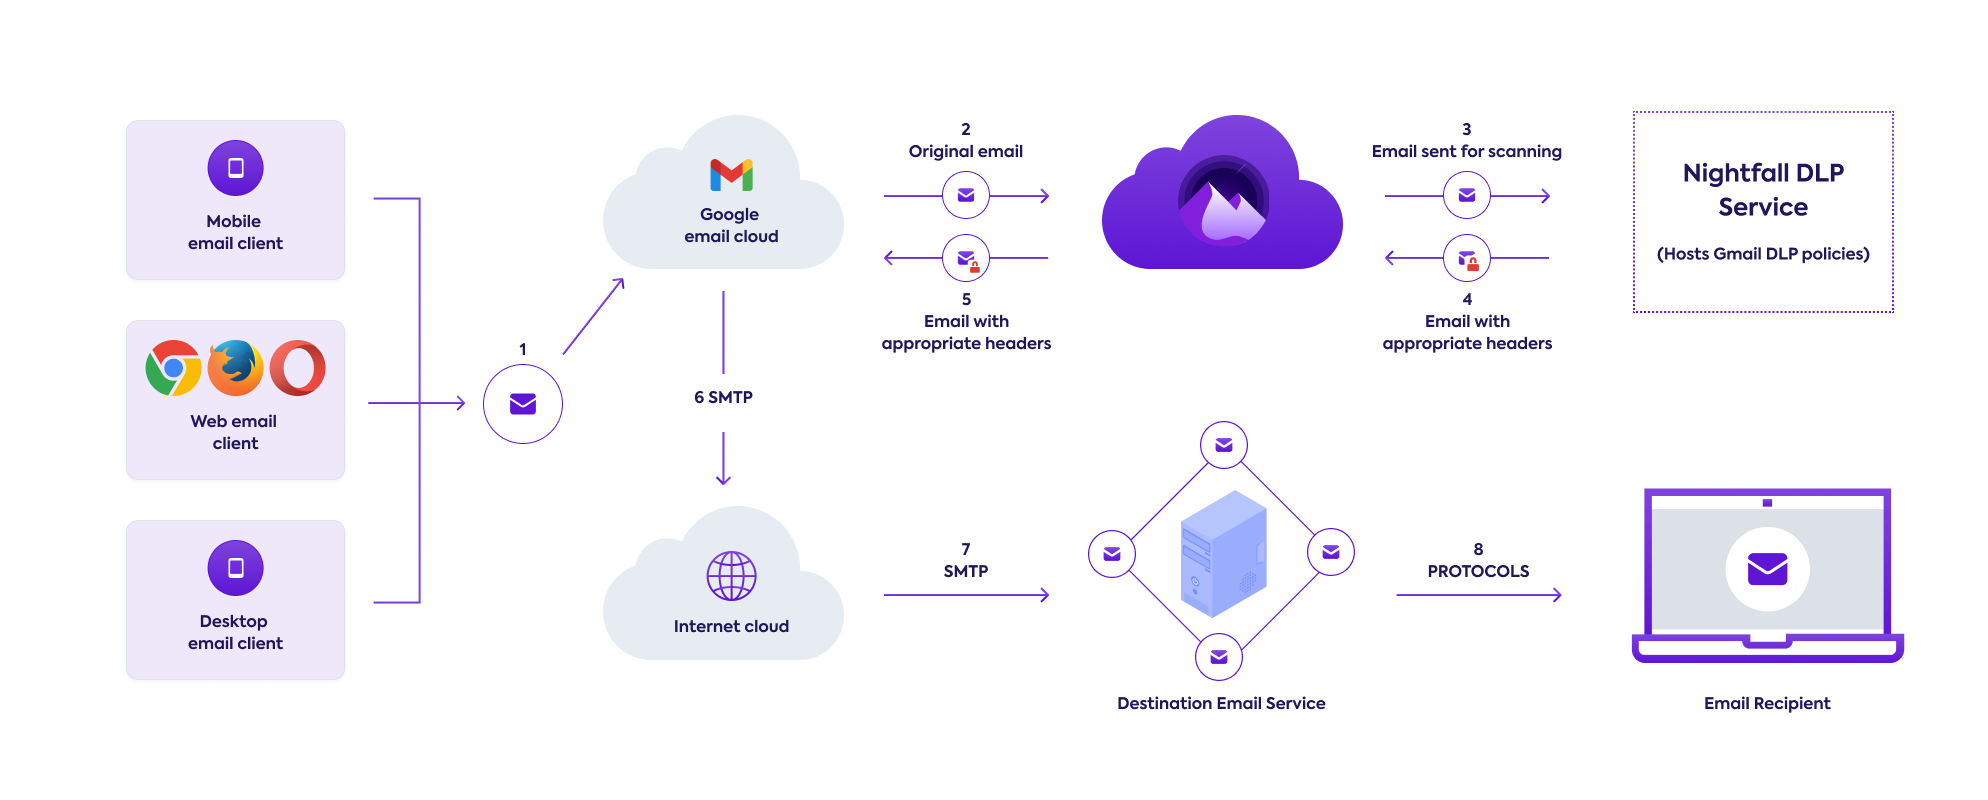 Mobile
email client
Web email
client
Desktop
email client
1
Google
email cloud
2
Original email
5
Email with
appropriate headers
3
Email sent for scanning
4
Email with
appropriate headers
Nightfall DLP
Service
(Hosts Gmail DLP policies)
6 SMTP
Internet cloud
7
SMTP
Destination Email Service
8
PROTOCOLS
Email Recipient